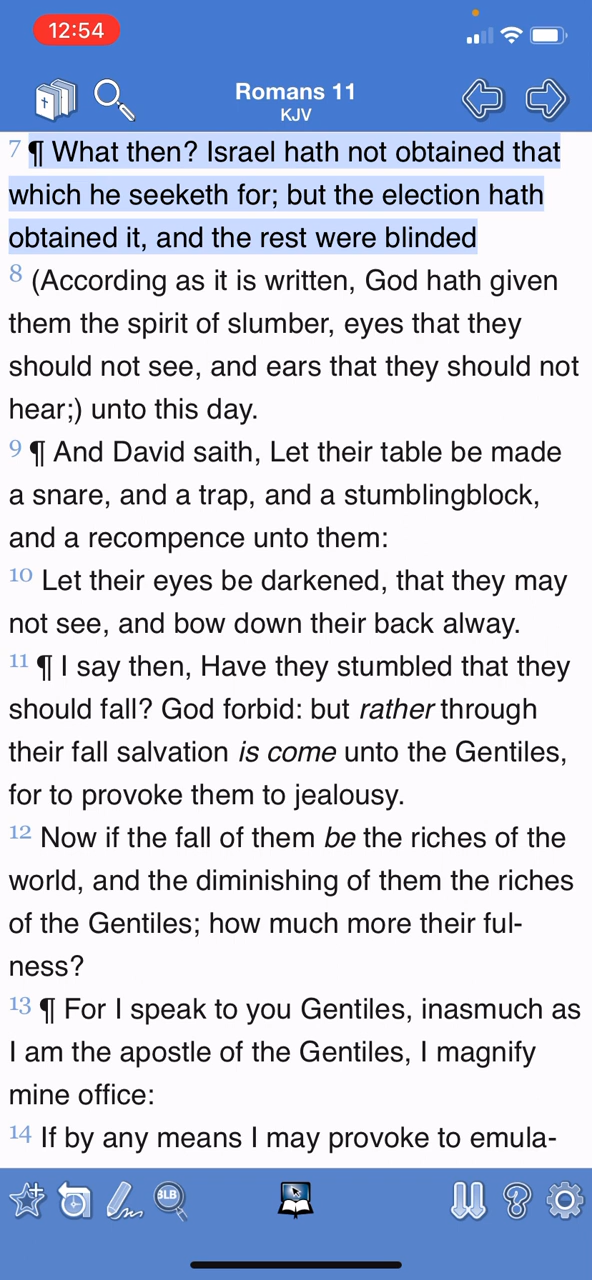 12:54
Romans 11
KJV
7 ¶ What then? Israel hath not obtained that
which he seeketh for; but the election hath
obtained it, and the rest were blinded
8 (According as it is written, God hath given
them the spirit of slumber, eyes that they
should not see, and ears that they should not
hear;) unto this day.
9 ¶ And David saith, Let their table be made
a snare, and a trap, and a stumblingblock,
and a recompence unto them:
10 Let their eyes be darkened, that they may
not see, and bow down their back alway.
11 ¶ I say then, Have they stumbled that they
should fall? God forbid: but rather through
their fall salvation is come unto the Gentiles,
for to provoke them to jealousy.
12 Now if the fall of them be the riches of the
world, and the diminishing of them the riches
of the Gentiles; how much more their ful-
ness?
13 ¶ For I speak to you Gentiles, inasmuch as
I am the apostle of the Gentiles, I magnify
mine office:
14 If by any means I may provoke to emula-
BLB